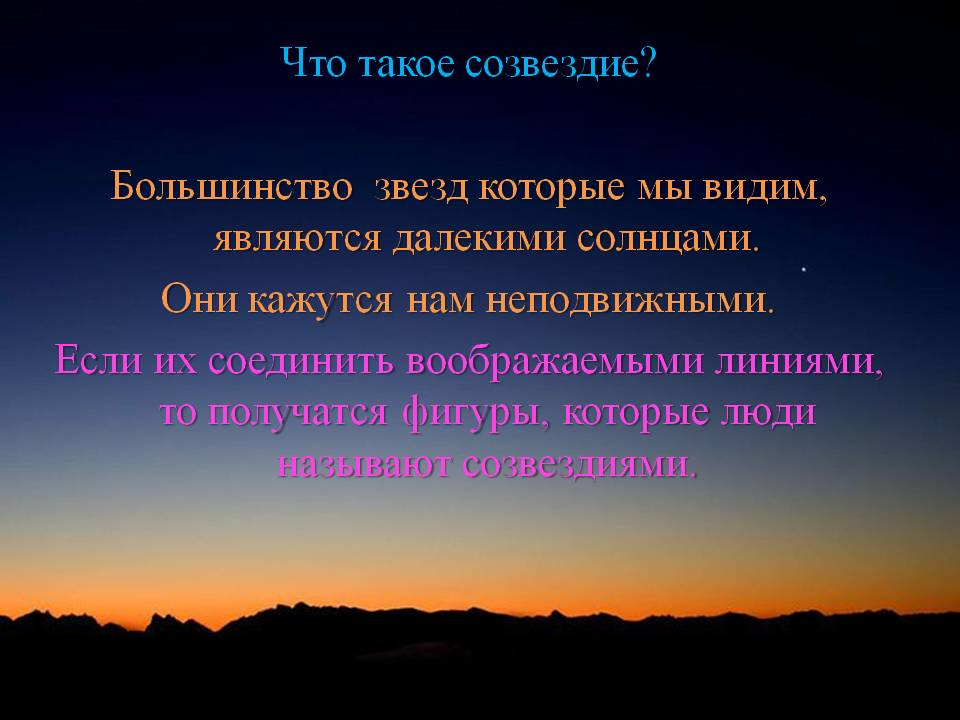 Что такое созвездие?
Большинство  звезд которые мы видим,
являются далекими солнцами.
Они кажутся нам неподвижными.
Если их соединить воображаемыми линиями,
то получатся фигуры, которые люди
называют созвездиями.